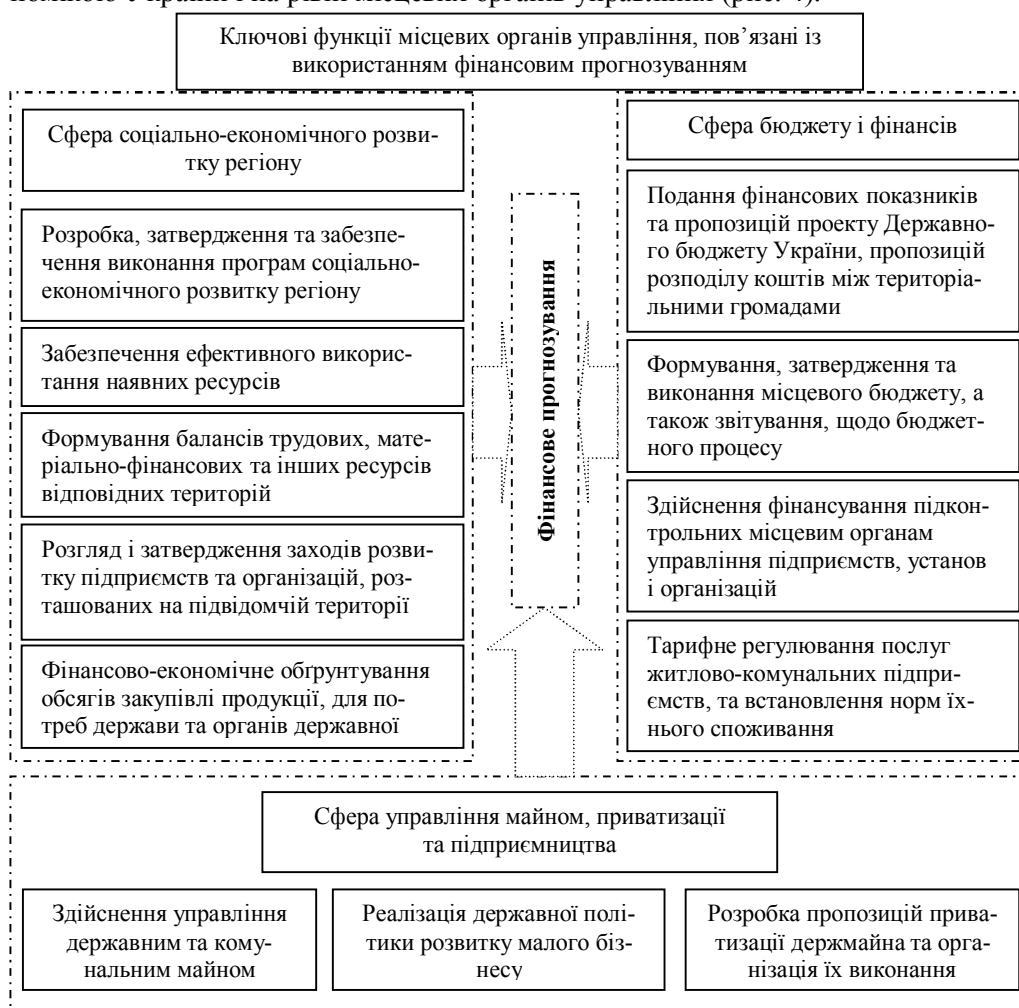 Ключові функції місцевих органів управління, пов’язані із
використанням фінансовим прогнозуванням
Сфера соціально-економічного розви-
тку регіону
Розробка, затвердження та забезпе-
чення виконання програм соціально-
економічного розвитку регіону
Забезпечення ефективного викорис-
тання наявних ресурсів
Формування балансів трудових, мате-
ріально-фінансових та інших ресурсів
відповідних територій
Розгляд і затвердження заходів розви-
тку підприємств та організацій, роз-
ташованих на підвідомчій території
Фінансово-економічне обґрунтування
обсягів закупівлі продукції, для по-
треб держави та органів державної
Фінансове прогнозування
Сфера бюджету і фінансів
Подання фінансових показників
та пропозицій проекту Державно-
го бюджету України, пропозицій
розподілу коштів між територіа-
льними громадами
Формування, затвердження та
виконання місцевого бюджету, а
також звітування, щодо бюджет-
ного процесу
Здійснення фінансування підкон-
трольних місцевим органам
управління підприємств, установ
і організацій
Тарифне регулювання послуг
житлово-комунальних підпри-
ємств, та встановлення норм їх-
нього споживання
Сфера управління майном, приватизації
та підприємництва
Здійснення управління
державним та кому-
нальним майном
Реалізація державної полі-
тики розвитку малого біз-
несу
Розробка пропозицій прива-
тизації держмайна та орга-
нізація їх виконання